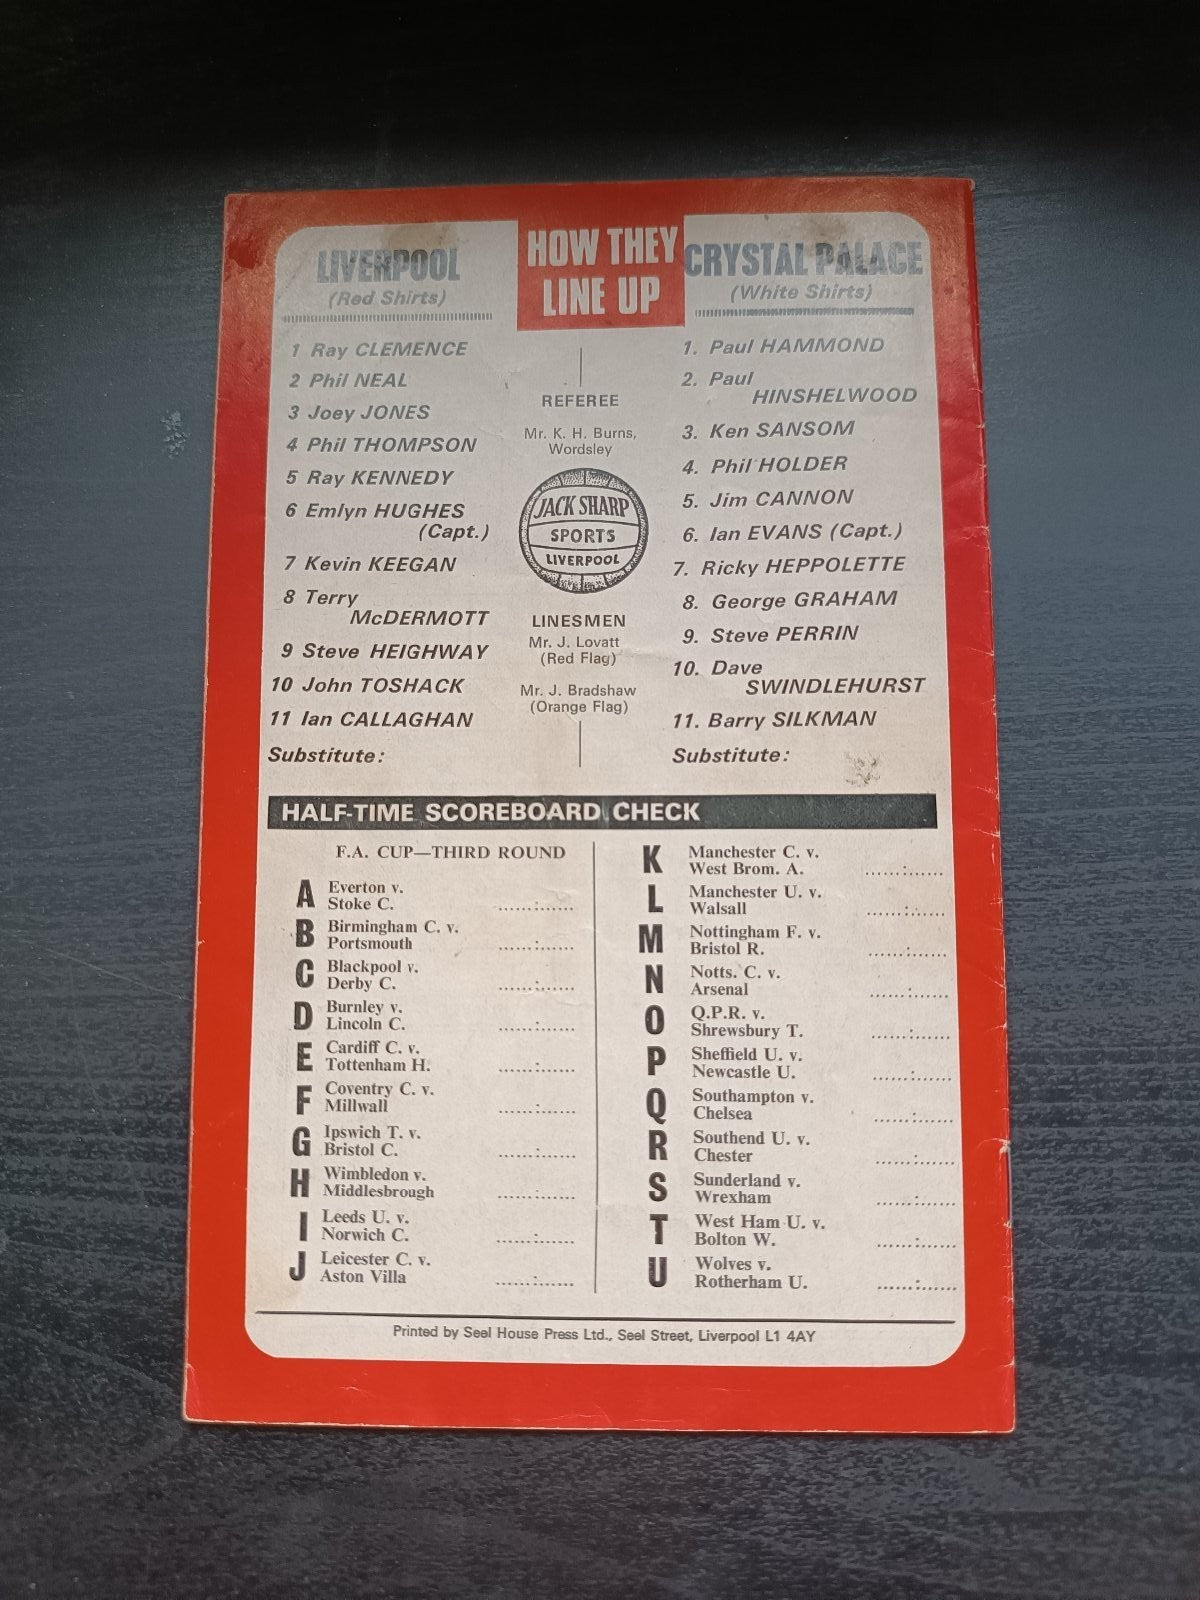 HOW THEY
LINE UP
LIVERPOOL
(Red Shirts)
1 Ray CLEMENCE
2 Phil NEAL
3 Joey JONES
4 Phil THOMPSON
5 Ray KENNEDY
6 Emlyn HUGHES
(Capt.)
7 Kevin KEEGAN
8 Terry
McDERMOTT
9 Steve HEIGHWAY
10 John TOSHACK
11 Ian CALLAGHAN
Substitute:
REFEREE
Mr. K. H. Burns,
Wordsley
JACK SHARP
SPORTS
LIVERPOOL
LINESMEN
Mr. J. Lovatt
(Red Flag)
Mr. J. Bradshaw
(Orange Flag)
CRYSTAL PALACE
(White Shirts)
1. Paul HAMMOND
2. Paul
HINSHELWOOD
3. Ken SANSOM
4. Phil HOLDER
5. Jim CANNON
6. Ian EVANS (Capt.)
7. Ricky HEPPOLETTE
8. George GRAHAM
9. Steve PERRIN
10. Dave
SWINDLEHURST
11. Barry SILKMAN
Substitute:
HALF-TIME SCOREBOARD CHECK
F.A. CUP—THIRD ROUND
A Everton v.
Stoke C. ......:......
B Birmingham C. v.
Portsmouth ......:......
C Blackpool v.
Derby C. ......:......
D Burnley v.
Lincoln C. ......:......
E Cardiff C. v.
Tottenham H. ......:......
F Coventry C. v.
Millwall ......:......
G Ipswich T. v.
Bristol C. ......:......
H Wimbledon v.
Middlesbrough ......:......
I Leeds U. v.
Norwich C. ......:......
J Leicester C. v.
Aston Villa ......:......
K Manchester C. v.
West Brom. A. ......:......
L Manchester U. v.
Walsall ......:......
M Nottingham F. v.
Bristol R. ......:......
N Notts. C. v.
Arsenal ......:......
O Q.P.R. v.
Shrewsbury T. ......:......
P Sheffield U. v.
Newcastle U. ......:......
Q Southampton v.
Chelsea ......:......
R Southend U. v.
Chester ......:......
S Sunderland v.
Wrexham ......:......
T West Ham U. v.
Bolton W. ......:......
U Wolves v.
Rotherham U. ......:......
Printed by Seel House Press Ltd., Seel Street, Liverpool L1 4AY